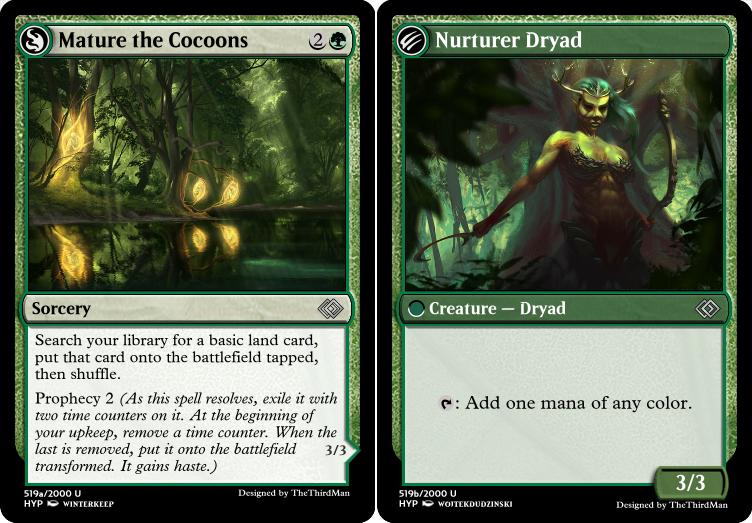 Mature the Cocoons 2
Sorcery
Search your library for a basic land card,
put that card onto the battlefield tapped,
then shuffle.
Prophecy 2 (As this spell resolves, exile it with
two time counters on it. At the beginning of
your upkeep, remove a time counter. When the
last is removed, put it onto the battlefield
transformed. It gains haste.)
3/3
519a/2000 U
HYP WINTERKEEP
Designed by TheThirdMan
Nurturer Dryad
Creature — Dryad
: Add one mana of any color.
3/3
519b/2000 U
HYP WOJTEKDUDZINSKI
Designed by TheThirdMan